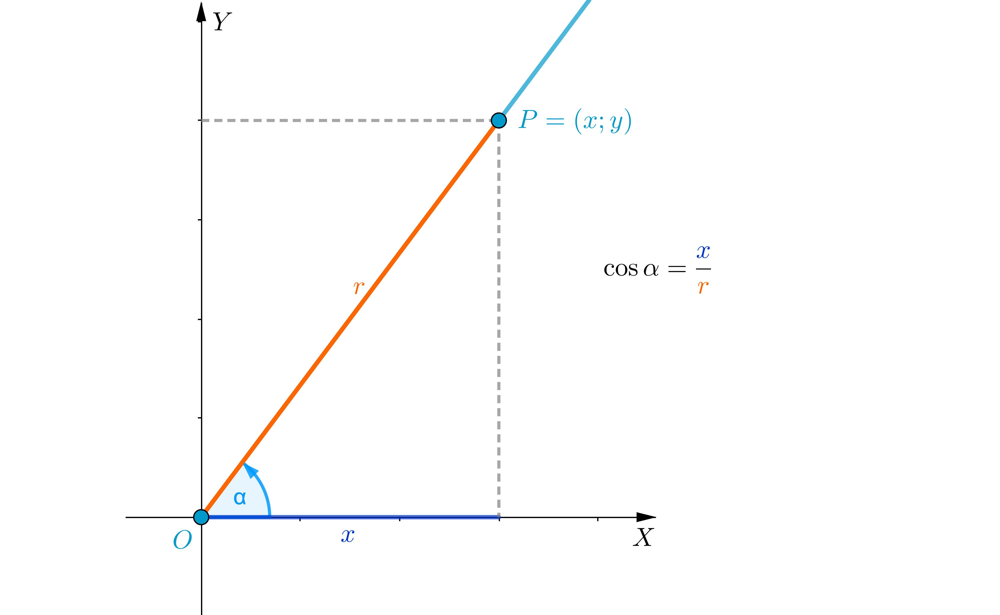 Y
P = (x; y)
cos α = x/r
r
α
O
x
X